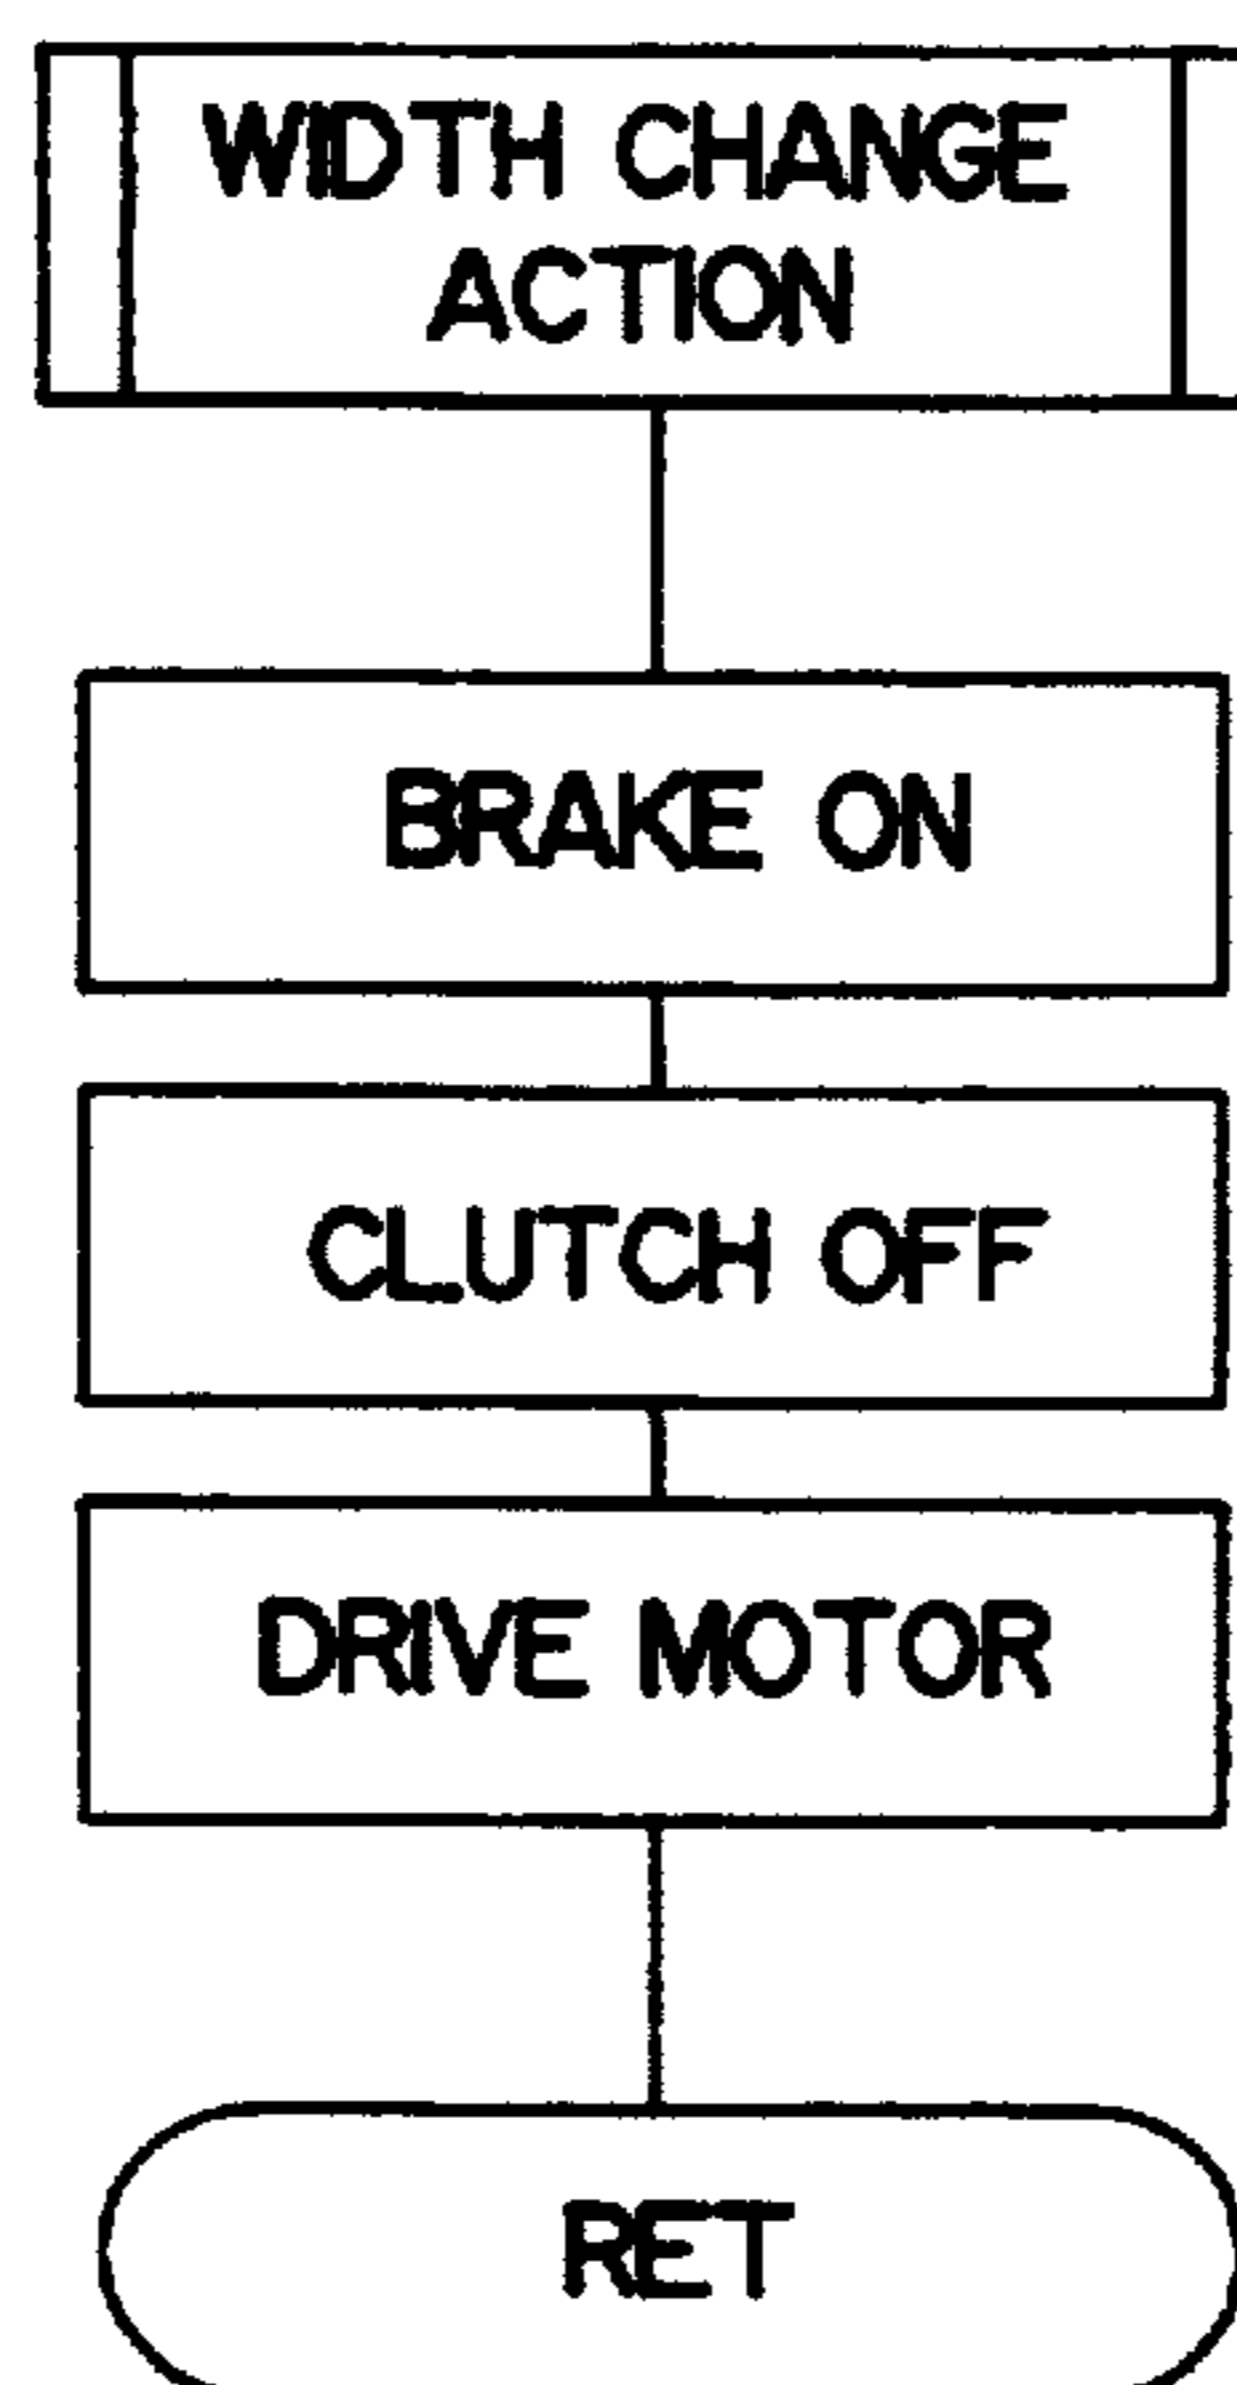 WIDTH CHANGE
ACTION
BRAKE ON
CLUTCH OFF
DRIVE MOTOR
RET